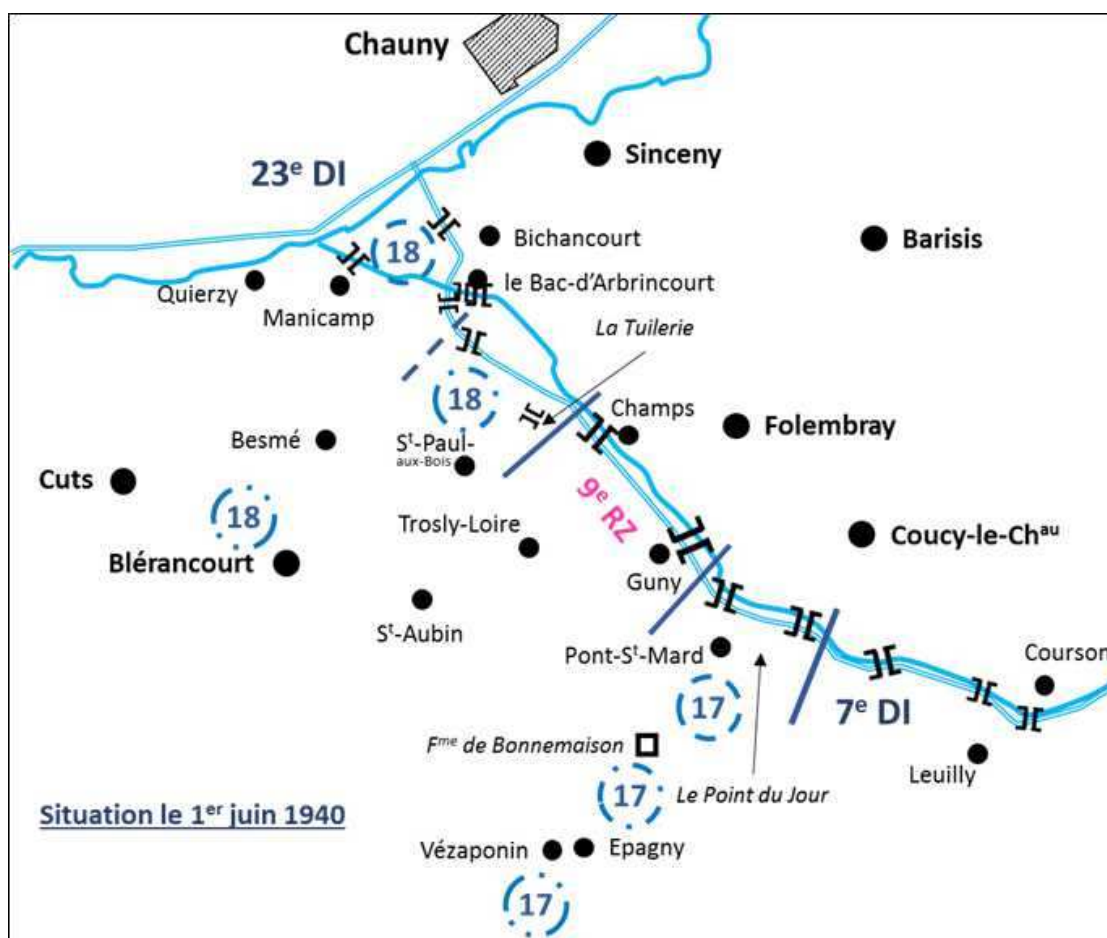 Chauny
Sinceny
23e DI
18
Bichancourt
Barisis
le Bac-d'Arbrincourt
Quierzy
Manicamp
La Tuilerie
18
Champs
Folembray
Besmé
St-Paul-
aux-Bois
Cuts
18
9e RZ
Trosly-Loire
Coucy-le-Chau
Blérancourt
Guny
St-Aubin
Pont-St-Mard
Courson
17
7e DI
Fme de Bonnemaison
Leuilly
17
Le Point du Jour
Situation le 1er juin 1940
Vézaponin
Epagny
17